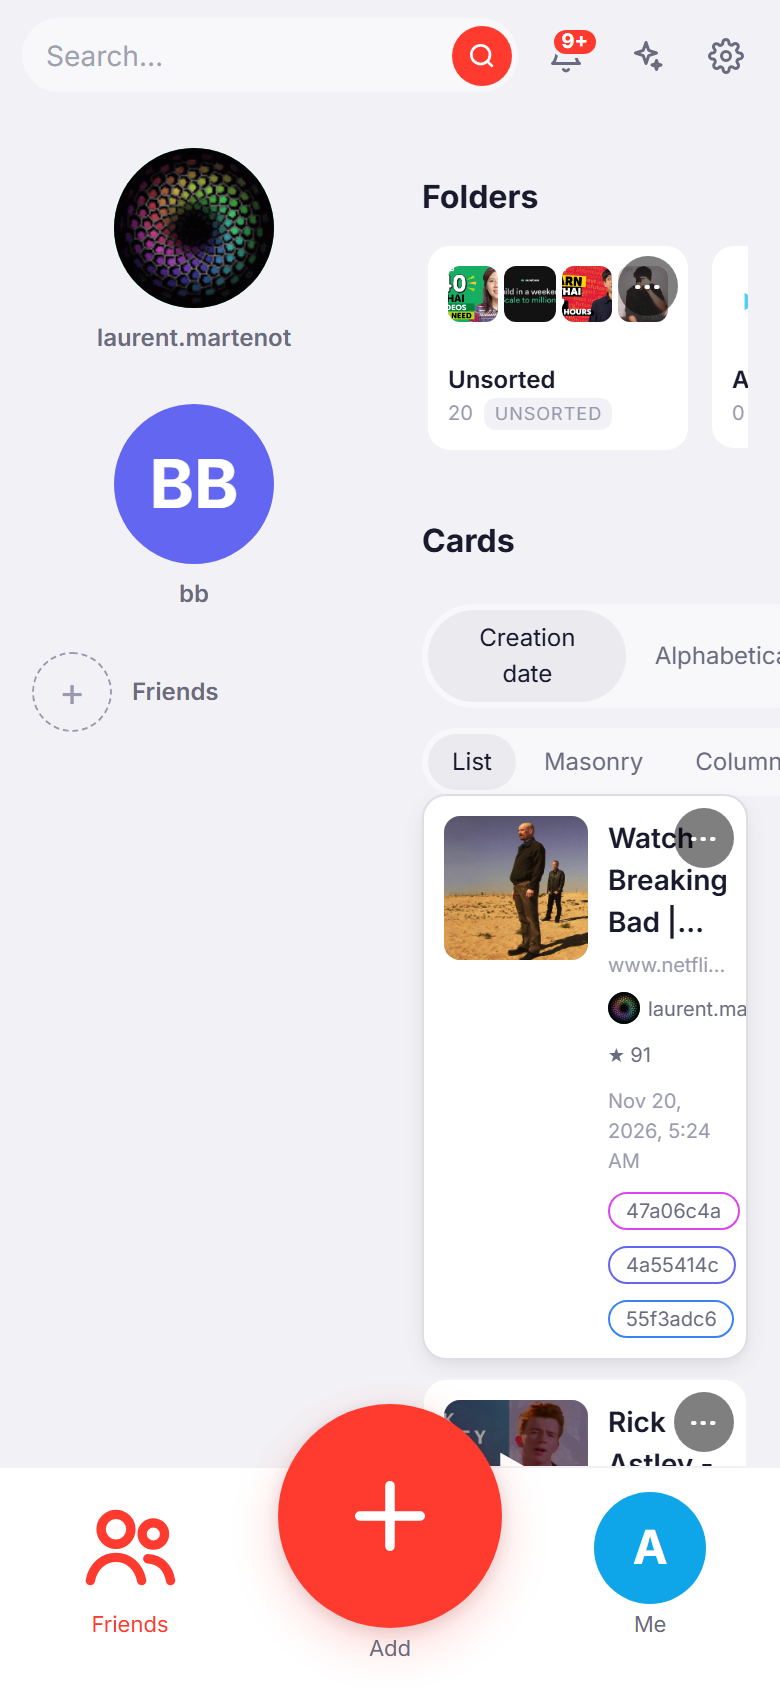 Search...
9+
laurent.martenot
BB
bb
+ Friends
Folders
Unsorted
20 UNSORTED
A
0
Cards
Creation
date
Alphabetica
List
Masonry
Column
Watch
Breaking
Bad |...
www.netfli...
laurent.ma
★ 91
Nov 20,
2026, 5:24
AM
47a06c4a
4a55414c
55f3adc6
Rick
Astley -
Friends
Add
A
Me